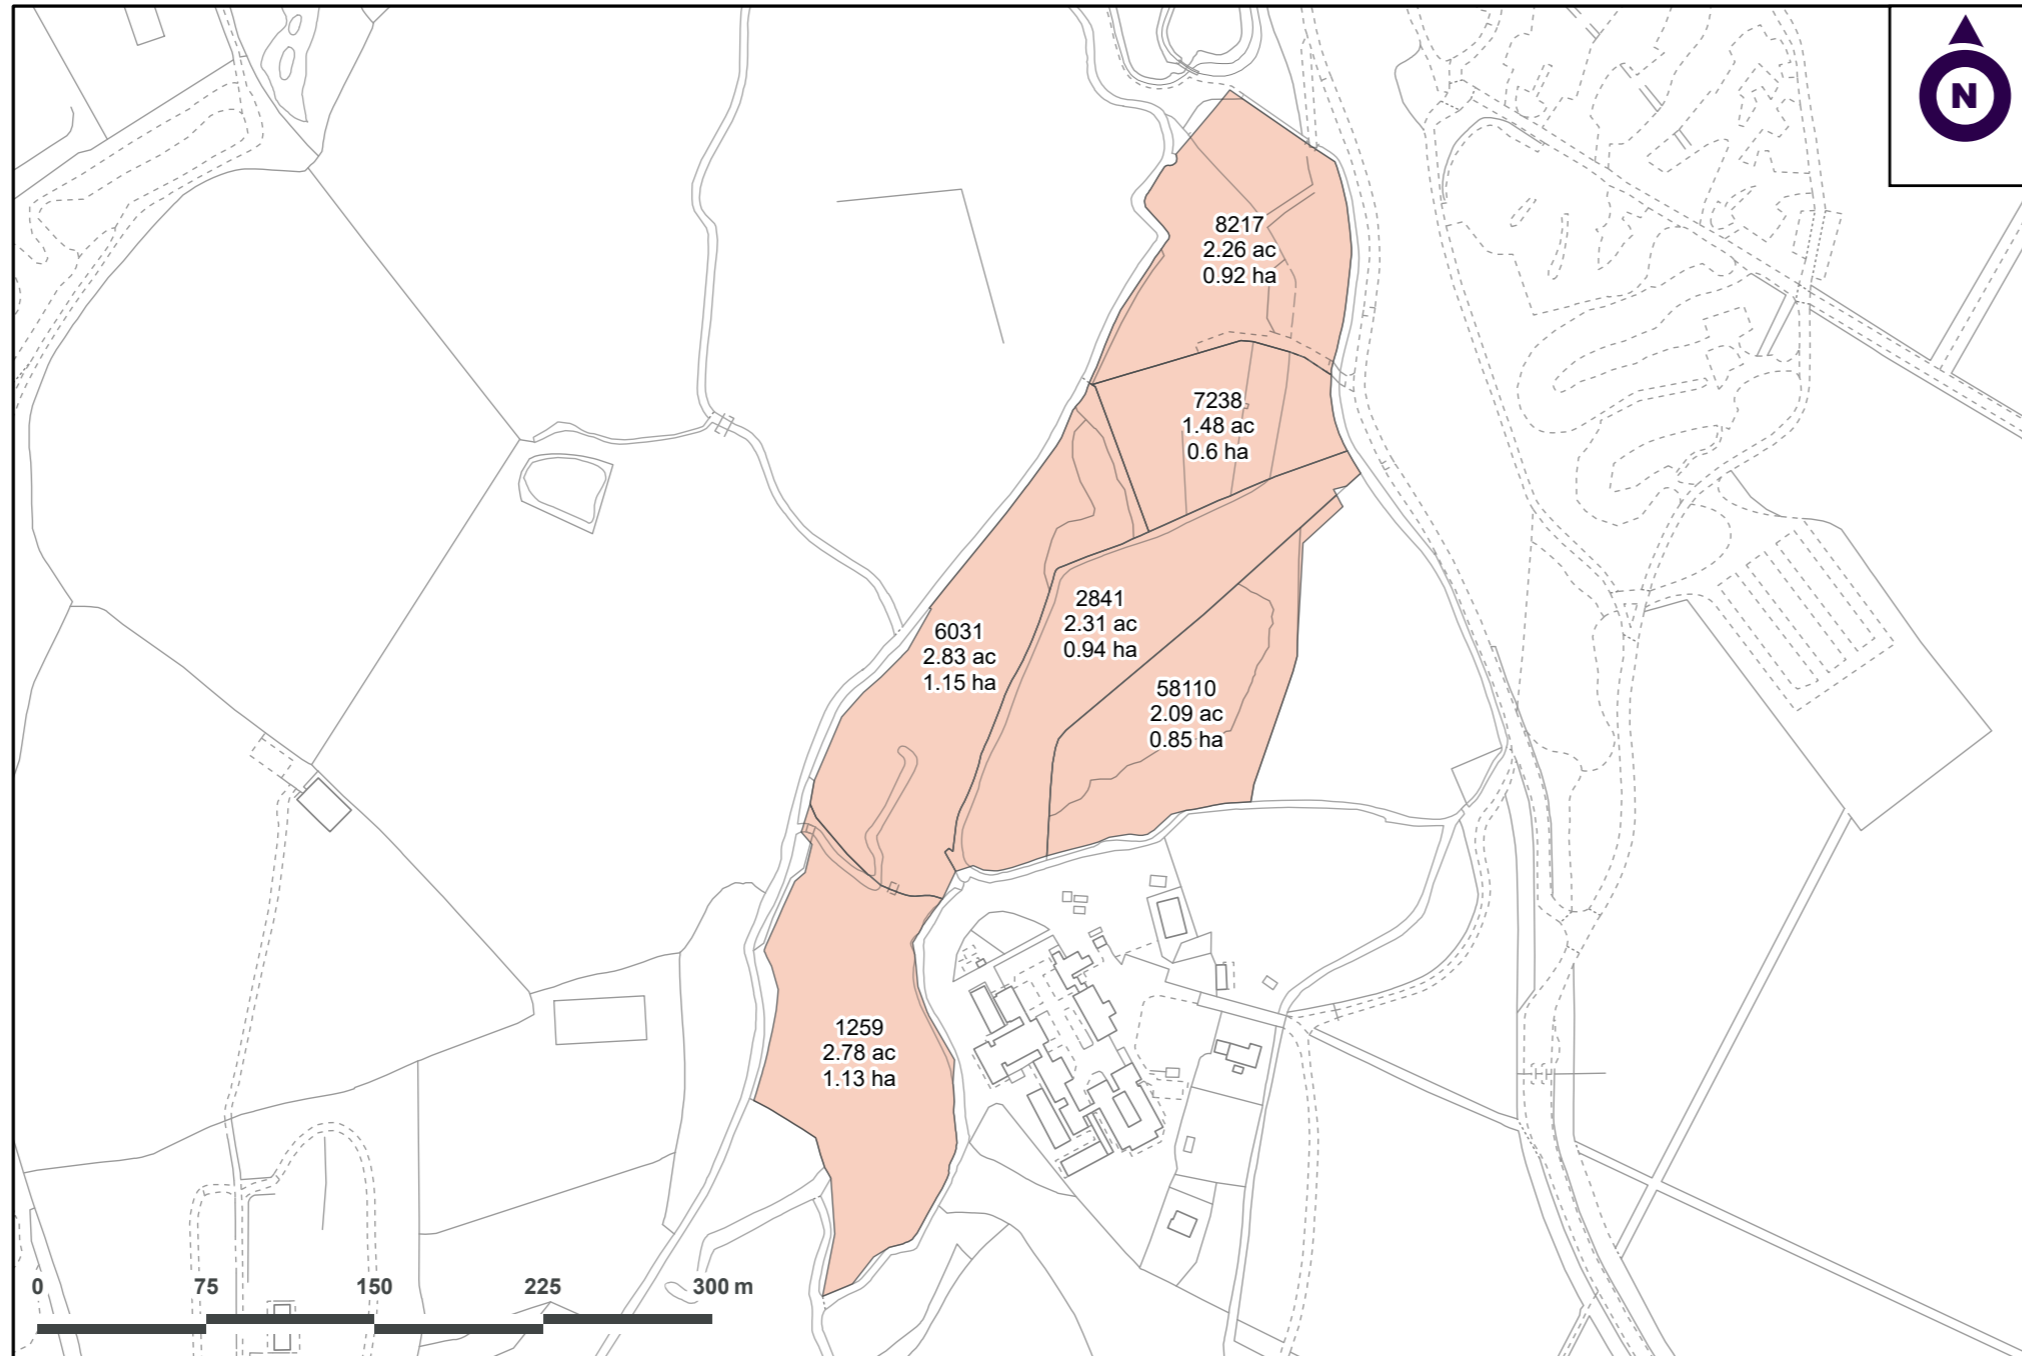 N
8217
2.26 ac
0.92 ha
7238
1.48 ac
0.6 ha
2841
2.31 ac
0.94 ha
6031
2.83 ac
1.15 ha
58110
2.09 ac
0.85 ha
1259
2.78 ac
1.13 ha
0 75 150 225 300 m